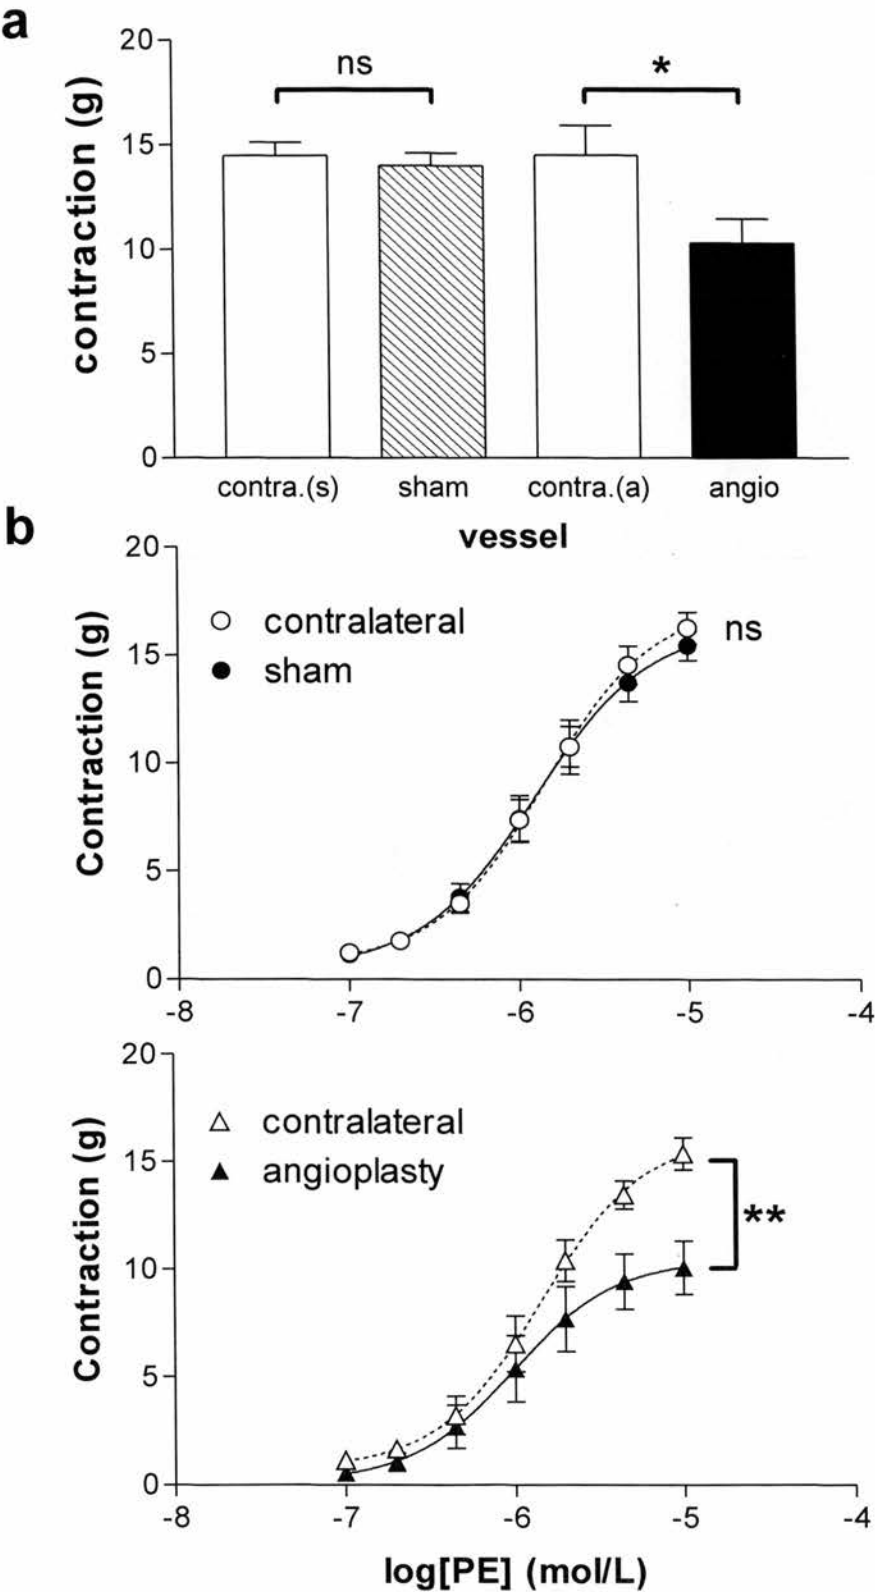 a
contraction (g)
20
15
10
5
0
ns
*
contra.(s) sham contra.(a) angio
vessel
b
Contraction (g)
20
15
10
5
0
contralateral
sham
ns
-8 -7 -6 -5 -4
Contraction (g)
20
15
10
5
0
contralateral
angioplasty
**
-8 -7 -6 -5 -4
log[PE] (mol/L)